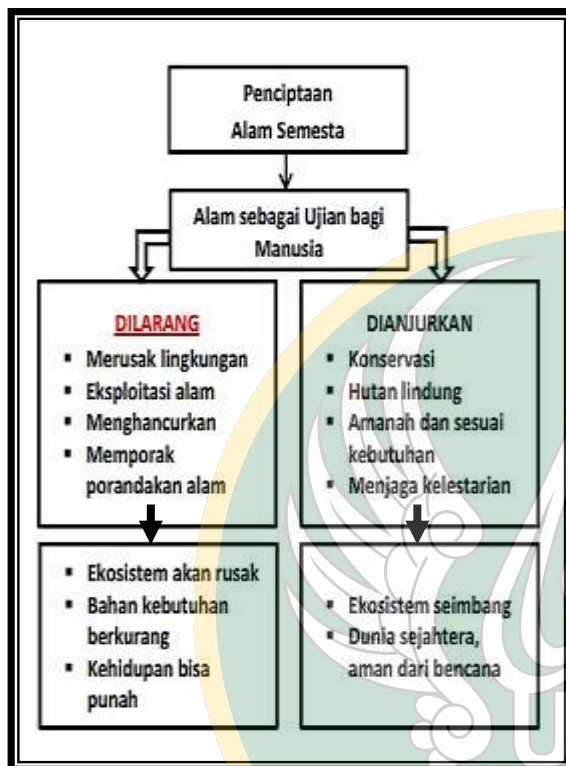 Penciptaan
Alam Semesta
Alam sebagai Ujian bagi
Manusia
DILARANG
▪ Merusak lingkungan
▪ Eksploitasi alam
▪ Menghancurkan
▪ Memporak
porandakan alam
DIANJURKAN
▪ Konservasi
▪ Hutan lindung
▪ Amanah dan sesuai
kebutuhan
▪ Menjaga kelestarian
▪ Ekosistem akan rusak
▪ Bahan kebutuhan
berkurang
▪ Kehidupan bisa
punah
▪ Ekosistem seimbang
▪ Dunia sejahtera,
aman dari bencana